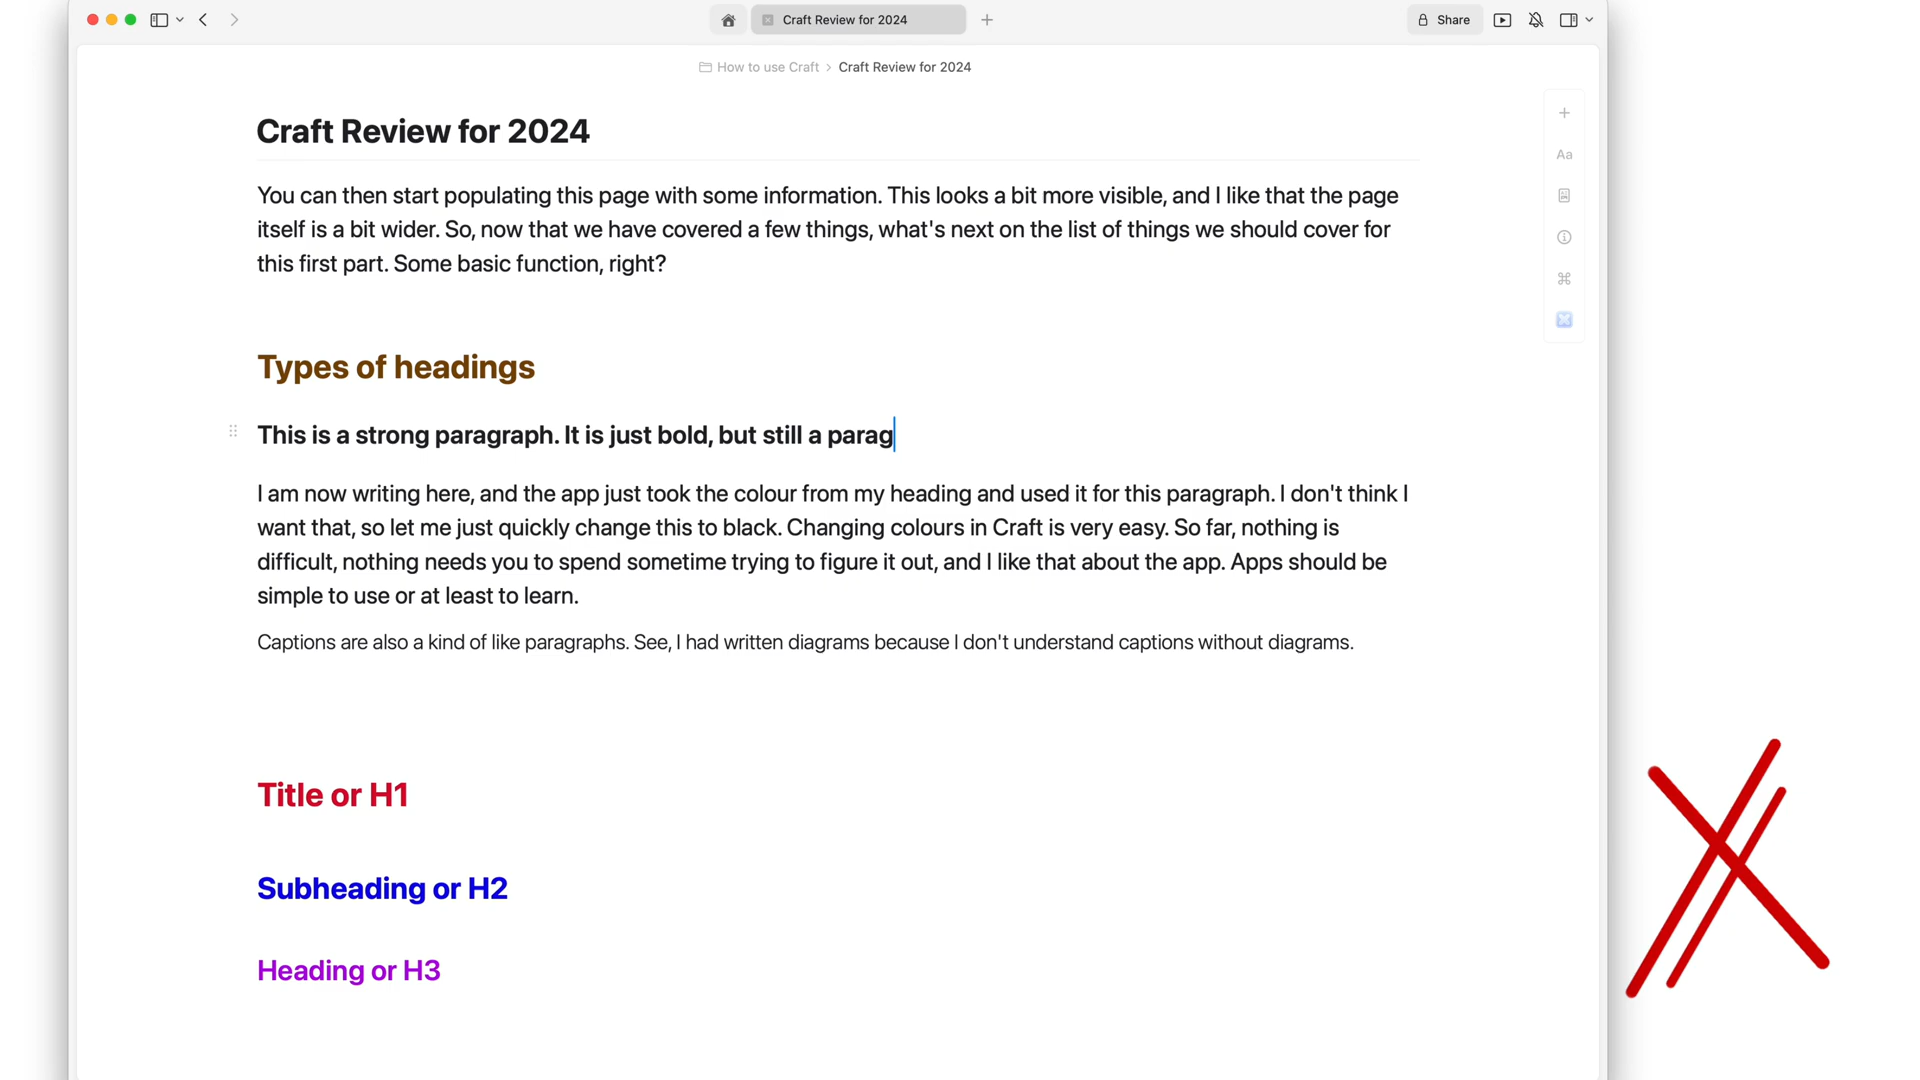 Craft Review for 2024
Share
How to use Craft › Craft Review for 2024
Craft Review for 2024
You can then start populating this page with some information. This looks a bit more visible, and I like that the page
itself is a bit wider. So, now that we have covered a few things, what's next on the list of things we should cover for
this first part. Some basic function, right?
Aa
Types of headings
This is a strong paragraph. It is just bold, but still a parag
I am now writing here, and the app just took the colour from my heading and used it for this paragraph. I don't think I
want that, so let me just quickly change this to black. Changing colours in Craft is very easy. So far, nothing is
difficult, nothing needs you to spend sometime trying to figure it out, and I like that about the app. Apps should be
simple to use or at least to learn.
Captions are also a kind of like paragraphs. See, I had written diagrams because I don't understand captions without diagrams.
Title or H1
Subheading or H2
Heading or H3